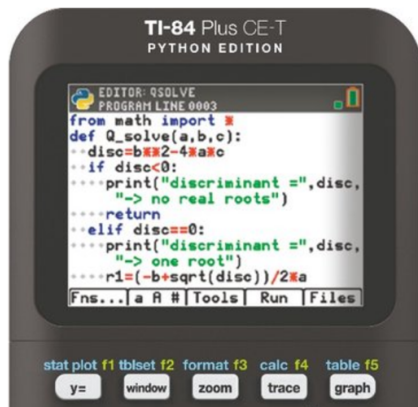 TI-84 Plus CE-T
PYTHON EDITION
EDITOR: QSOLVE
PROGRAM LINE 0003
from math import *
def Q_solve(a,b,c):
··disc=b**2-4*a*c
··if disc<0:
····print("discriminant =",disc,
"-> no real roots")
····return
··elif disc==0:
····print("discriminant =",disc,
"-> one root")
····r1=(-b+sqrt(disc))/2*a
Fns... a A # Tools Run Files
stat plot f1 tblset f2 format f3 calc f4 table f5
y= window zoom trace graph